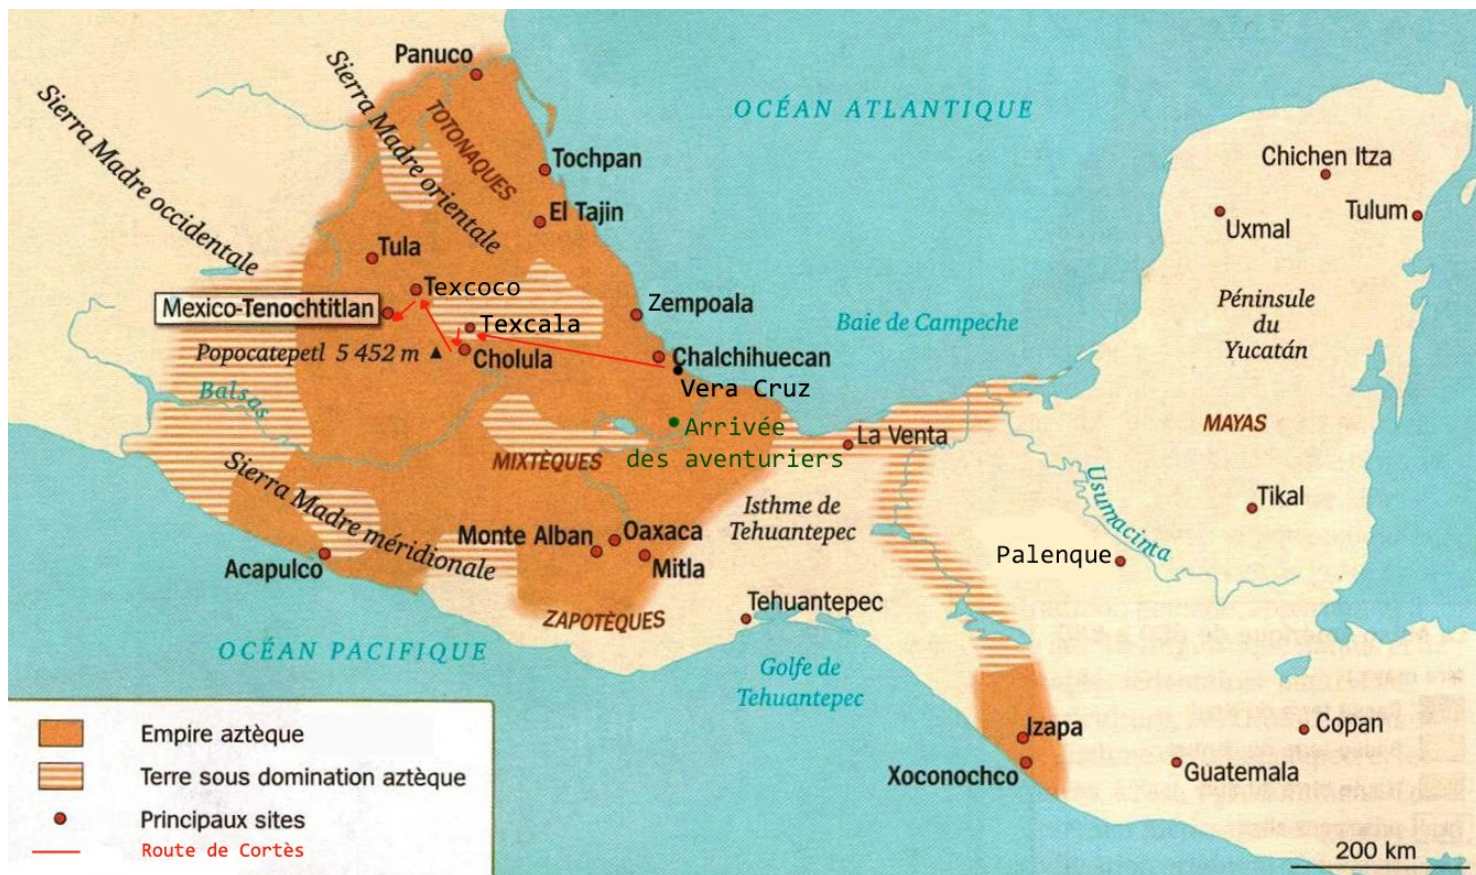 Panuco
Sierra Madre occidentale
Sierra Madre orientale
TOTONAQUES
OCÉAN ATLANTIQUE
Tochpan
Chichen Itza
El Tajin
Uxmal
Tulum
Tula
Texcoco
Mexico-Tenochtitlan
Zempoala
Péninsule
du
Yucatán
Texcala
Baie de Campeche
Popocatepetl 5 452 m
Cholula
Chalchihuecan
Vera Cruz
Balsas
Arrivée
des aventuriers
La Venta
MAYAS
MIXTÈQUES
Sierra Madre méridionale
Isthme de
Tehuantepec
Usumacinta
Tikal
Monte Alban
Oaxaca
Mitla
Palenque
Acapulco
ZAPOTÈQUES
Tehuantepec
OCÉAN PACIFIQUE
Golfe de
Tehuantepec
Izapa
Xoconochco
Copan
Guatemala
Empire aztèque
Terre sous domination aztèque
Principaux sites
Route de Cortès
200 km